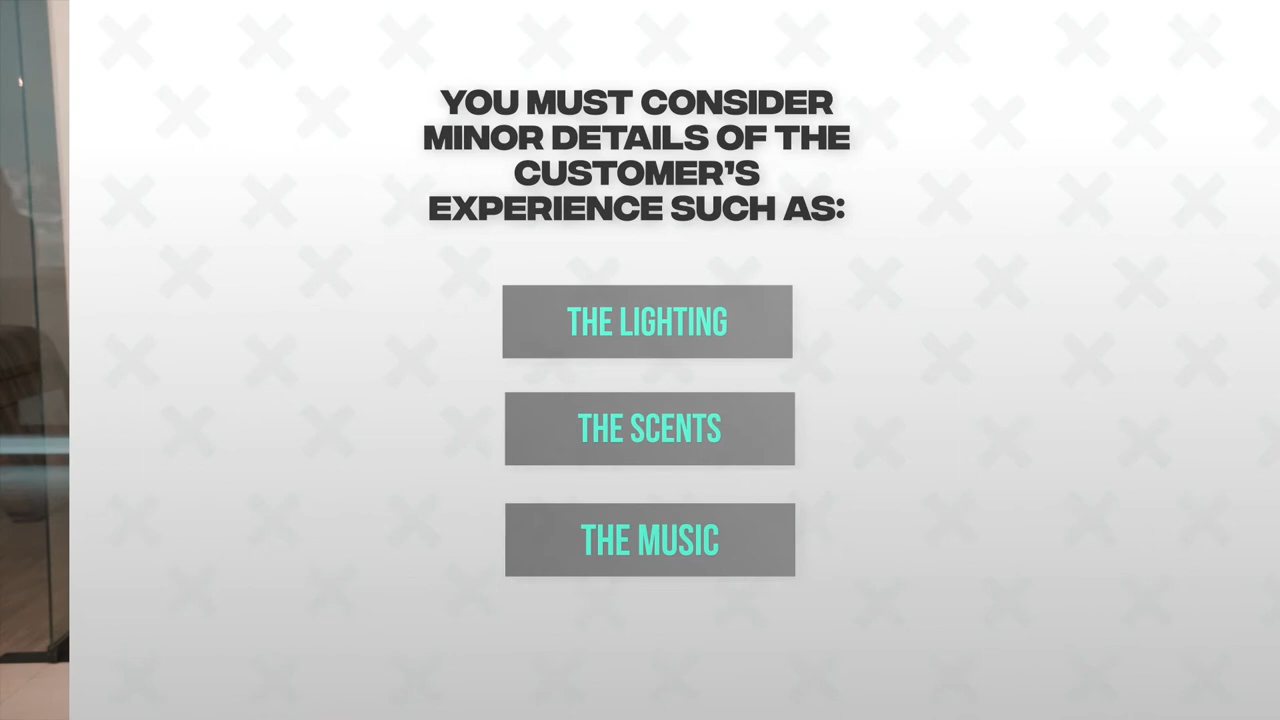 YOU MUST CONSIDER
MINOR DETAILS OF THE
CUSTOMER'S
EXPERIENCE SUCH AS:
THE LIGHTING
THE SCENTS
THE MUSIC